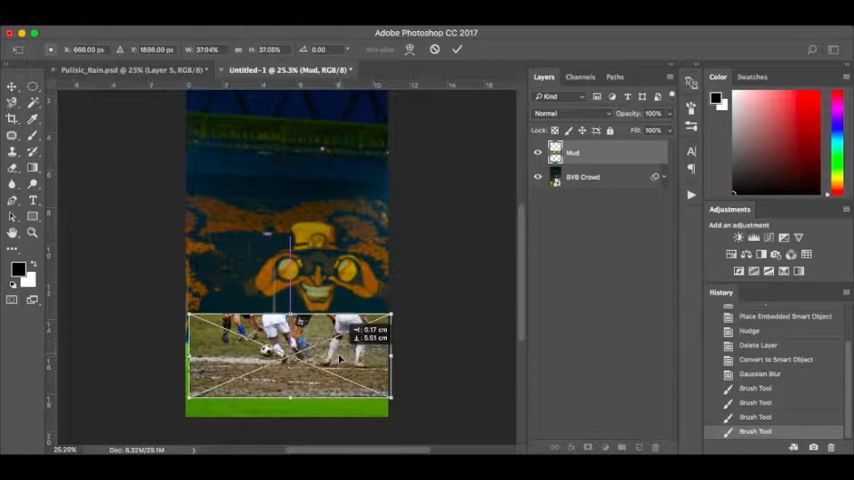 Adobe Photoshop CC 2017
X: 660.00 px
Y: 1886.00 px
W: 37.04%
H: 37.05%
0.00
Anti-alias
Pulisic_Rain.psd @ 25% (Layer 5, RGB/8) *
Untitled-1 @ 25.3% (Mud, RGB/8) *
Layers
Channels
Paths
Color
Swatches
Kind
Normal
Opacity: 100%
Lock:
Fill: 100%
Mud
BVB Crowd
Adjustments
Add an adjustment
History
Place Embedded Smart Object
Nudge
Delete Layer
Convert to Smart Object
Gaussian Blur
Brush Tool
Brush Tool
Brush Tool
Brush Tool
H: 0.17 cm
5.51 cm
25.26%
Doc: 8.32M/29.1M